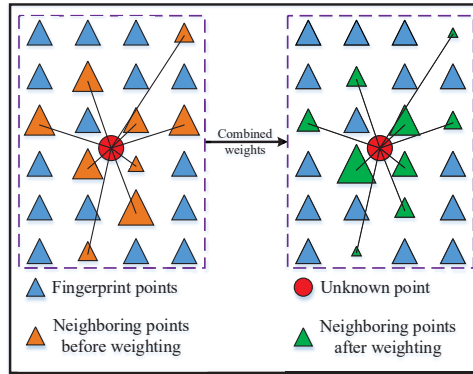 Combined
weights
Fingerprint points
Unknown point
Neighboring points
before weighting
Neighboring points
after weighting